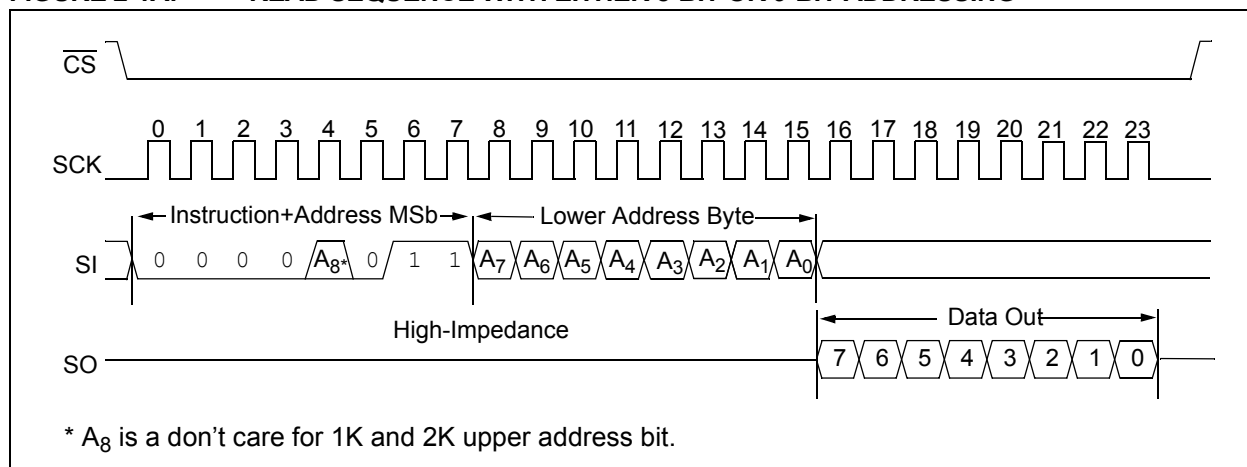 CS
0 1 2 3 4 5 6 7 8 9 10 11 12 13 14 15 16 17 18 19 20 21 22 23
SCK
Instruction+Address MSb Lower Address Byte
SI 0 0 0 0 A8* 0 1 1 A7 A6 A5 A4 A3 A2 A1 A0
High-Impedance Data Out
SO 7 6 5 4 3 2 1 0
* A8 is a don't care for 1K and 2K upper address bit.